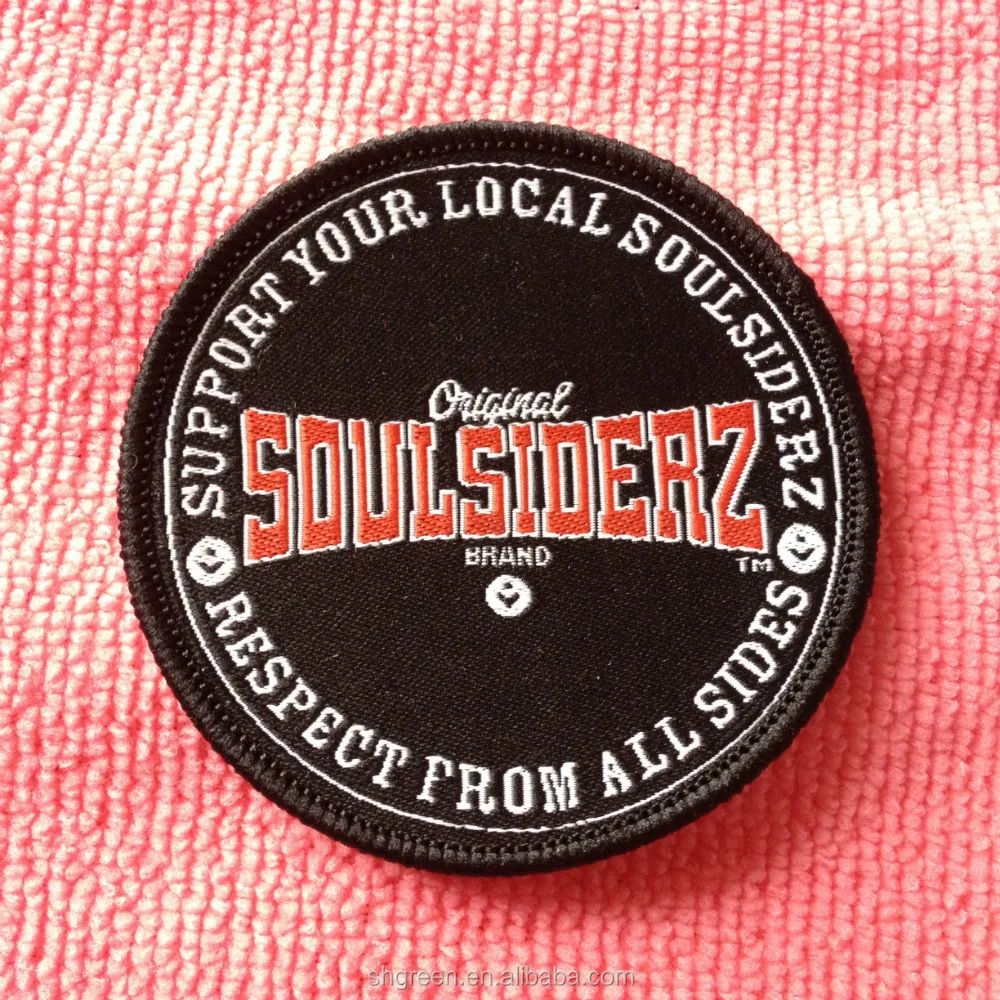 SUPPORT YOUR LOCAL SOULSIDERZ
Original
SOULSIDERZ
BRAND
TM
RESPECT FROM ALL SIDES
shgreen.en.alibaba.com